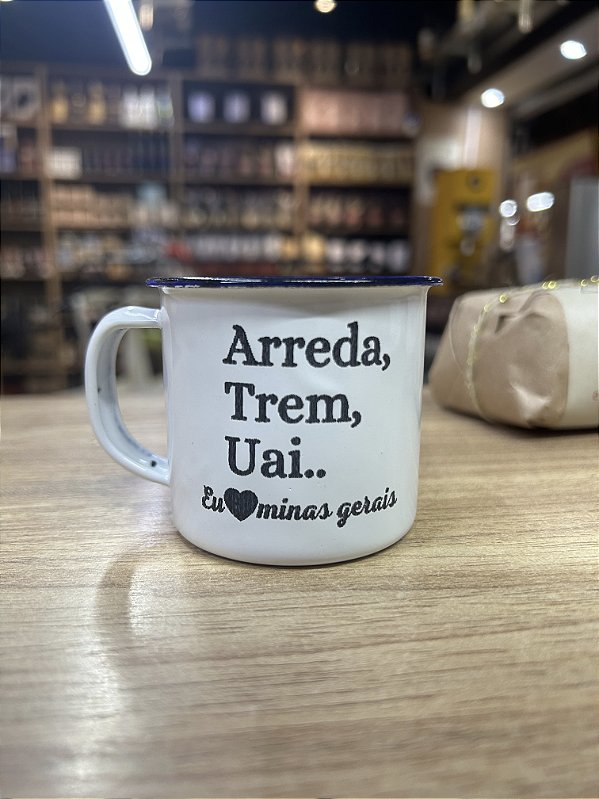 Arreda,
Trem,
Uai..
Eu♥minas gerais